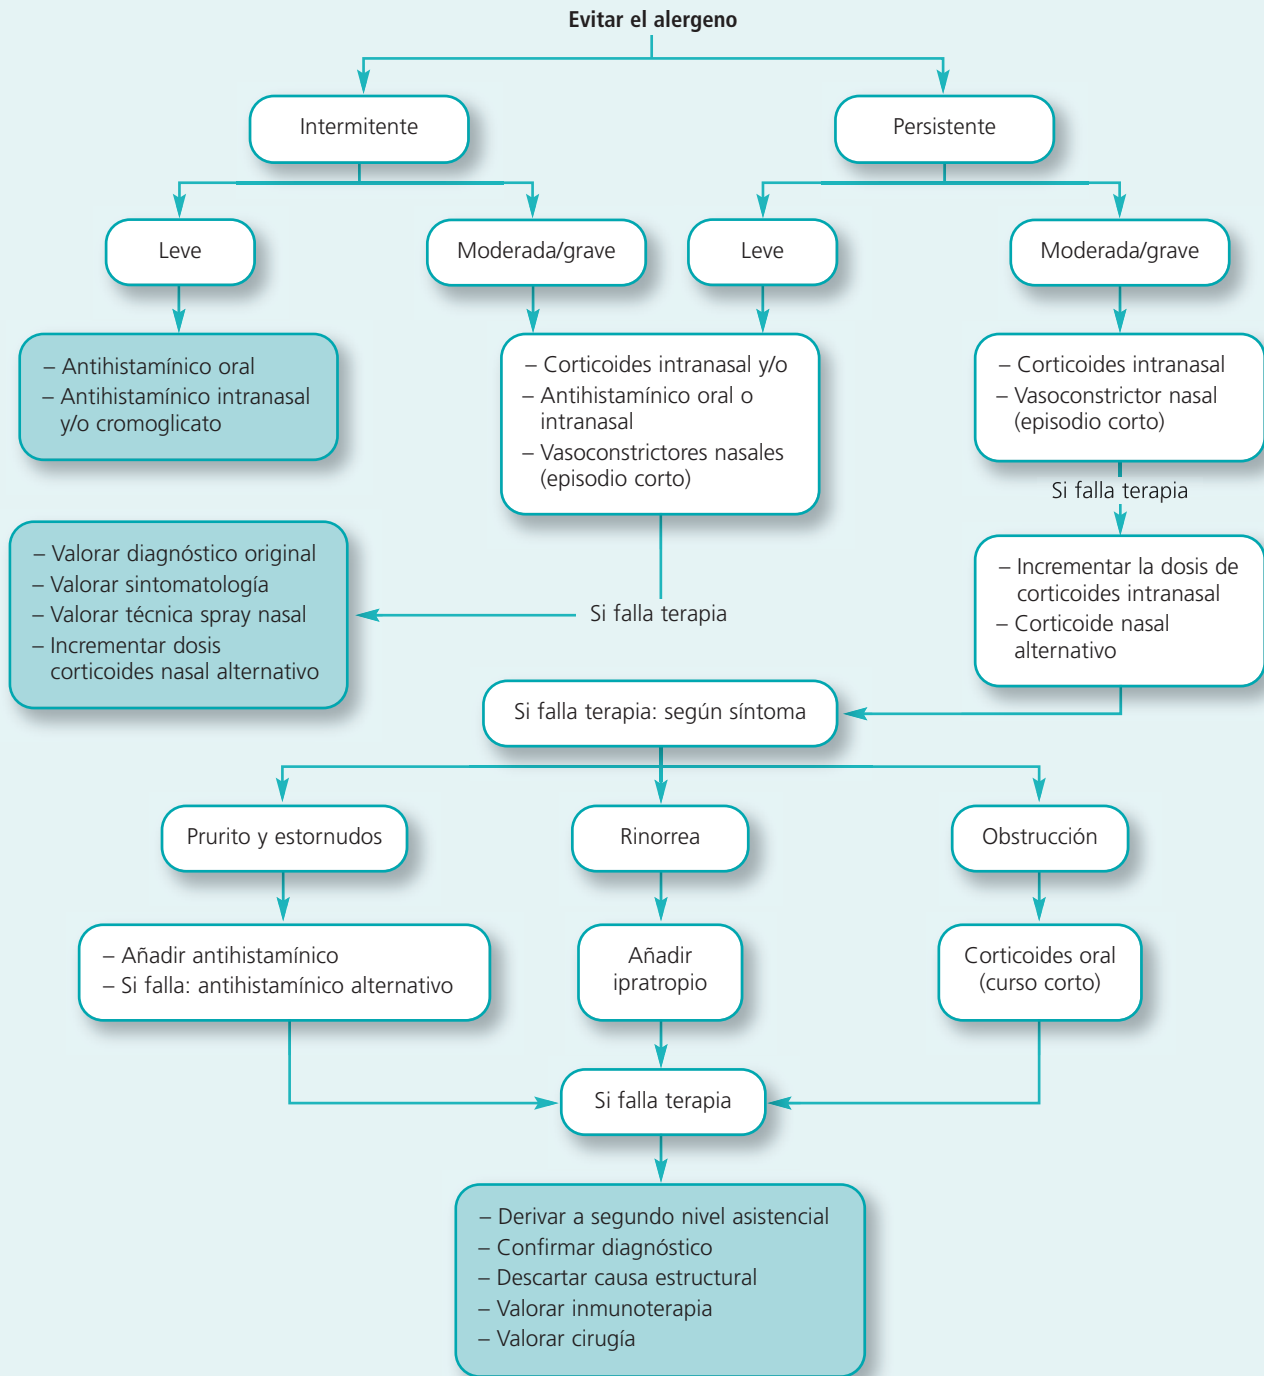 Evitar el alergeno
Intermitente
Persistente
Leve
Moderada/grave
Leve
Moderada/grave
– Antihistamínico oral
– Antihistamínico intranasal
y/o cromoglicato
– Corticoides intranasal y/o
– Antihistamínico oral o
intranasal
– Vasoconstrictores nasales
(episodio corto)
– Corticoides intranasal
– Vasoconstrictor nasal
(episodio corto)
Si falla terapia
– Valorar diagnóstico original
– Valorar sintomatología
– Valorar técnica spray nasal
– Incrementar dosis
corticoides nasal alternativo
Si falla terapia
– Incrementar la dosis de
corticoides intranasal
– Corticoide nasal
alternativo
Si falla terapia: según síntoma
Prurito y estornudos
Rinorrea
Obstrucción
– Añadir antihistamínico
– Si falla: antihistamínico alternativo
Añadir
ipratropio
Corticoides oral
(curso corto)
Si falla terapia
– Derivar a segundo nivel asistencial
– Confirmar diagnóstico
– Descartar causa estructural
– Valorar inmunoterapia
– Valorar cirugía